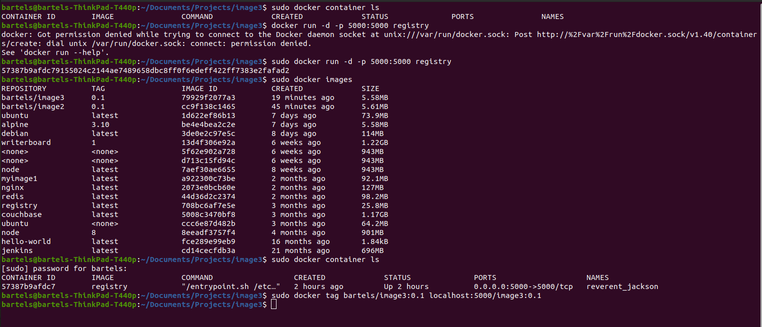 bartels@bartels-ThinkPad-T440p:~/Documents/Projects/image3$ sudo docker container ls
CONTAINER ID IMAGE COMMAND CREATED STATUS PORTS NAMES
bartels@bartels-ThinkPad-T440p:~/Documents/Projects/image3$ docker run -d -p 5000:5000 registry
docker: Got permission denied while trying to connect to the Docker daemon socket at unix:///var/run/docker.sock: Post http://%2Fvar%2Frun%2Fdocker.sock/v1.40/container
s/create: dial unix /var/run/docker.sock: connect: permission denied.
See 'docker run --help'.
bartels@bartels-ThinkPad-T440p:~/Documents/Projects/image3$ sudo docker run -d -p 5000:5000 registry
57387b9afdc79155024c2144ae7489658dbc8ff0f6edeff422ff7383e2fafad2
bartels@bartels-ThinkPad-T440p:~/Documents/Projects/image3$ sudo docker images
REPOSITORY TAG IMAGE ID CREATED SIZE
bartels/image3 0.1 79929f2077a3 19 minutes ago 5.58MB
bartels/image2 0.1 cc9f138c1465 45 minutes ago 5.61MB
ubuntu latest 1d622ef86b13 7 days ago 73.9MB
alpine 3.10 be4e4bea2c2e 7 days ago 5.58MB
debian latest 3de0e2c97e5c 8 days ago 114MB
writerboard 1 13d4f306e92a 6 weeks ago 1.22GB
<none> <none> 5f62e902a728 6 weeks ago 943MB
<none> <none> d713c15fd94c 6 weeks ago 943MB
node latest 7aef30ae6655 8 weeks ago 943MB
myimage1 latest a922300c73be 2 months ago 92.1MB
nginx latest 2073e0bcb60e 2 months ago 127MB
redis latest 44d36d2c2374 2 months ago 98.2MB
registry latest 708bc6af7e5e 3 months ago 25.8MB
couchbase latest 5008c3470bf8 3 months ago 1.17GB
ubuntu <none> ccc6e87d482b 3 months ago 64.2MB
node 8 8eeadf3757f4 4 months ago 901MB
hello-world latest fce289e99eb9 16 months ago 1.84kB
jenkins latest cd14cecfdb3a 21 months ago 696MB
bartels@bartels-ThinkPad-T440p:~/Documents/Projects/image3$ sudo docker container ls
[sudo] password for bartels:
CONTAINER ID IMAGE COMMAND CREATED STATUS PORTS NAMES
57387b9afdc7 registry "/entrypoint.sh /etc…" 2 hours ago Up 2 hours 0.0.0.0:5000->5000/tcp reverent_jackson
bartels@bartels-ThinkPad-T440p:~/Documents/Projects/image3$ sudo docker tag bartels/image3:0.1 localhost:5000/image3:0.1
bartels@bartels-ThinkPad-T440p:~/Documents/Projects/image3$